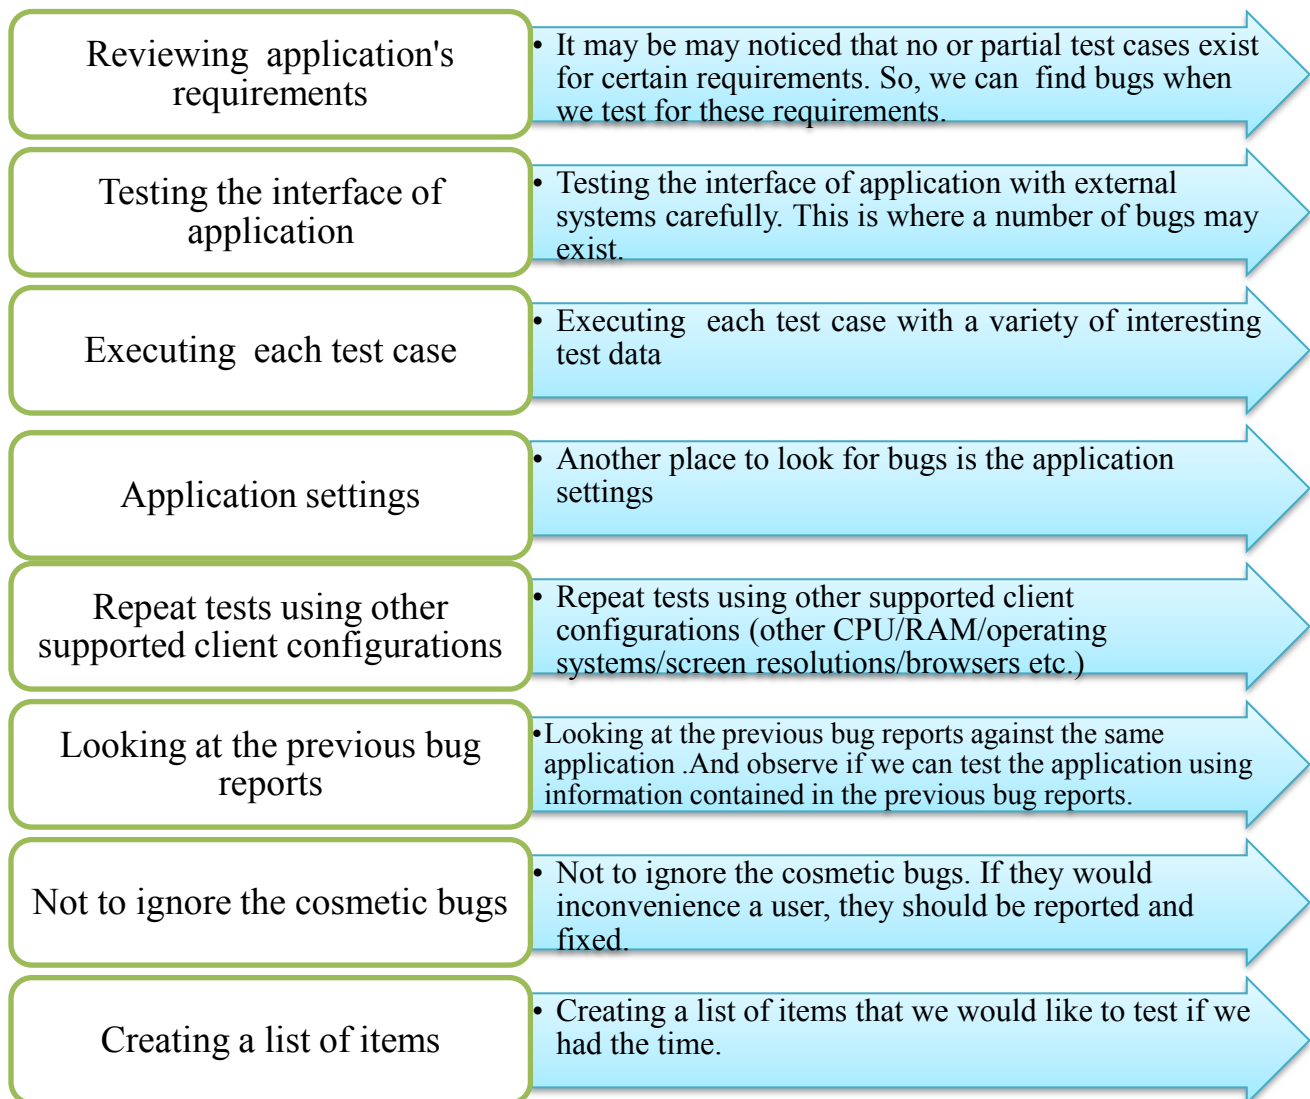 Reviewing  application's
requirements
• It may be may noticed that no or partial test cases exist
for certain requirements. So, we can  find bugs when
we test for these requirements.
Testing the interface of
application
• Testing the interface of application with external
systems carefully. This is where a number of bugs may
exist.
Executing  each test case
• Executing  each test case with a variety of interesting
test data
Application settings
• Another place to look for bugs is the application
settings
Repeat tests using other
supported client configurations
• Repeat tests using other supported client
configurations (other CPU/RAM/operating
systems/screen resolutions/browsers etc.)
Looking at the previous bug
reports
•Looking at the previous bug reports against the same
application .And observe if we can test the application using
information contained in the previous bug reports.
Not to ignore the cosmetic bugs
• Not to ignore the cosmetic bugs. If they would
inconvenience a user, they should be reported and
fixed.
Creating a list of items
• Creating a list of items that we would like to test if we
had the time.